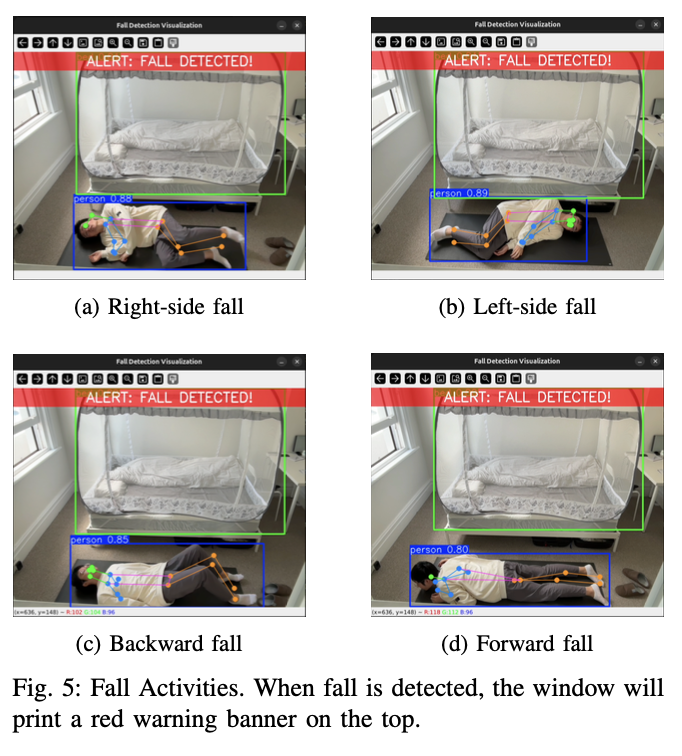 Fall Detection Visualization
Fall Detection Visualization
ALERT: FALL DETECTED!
ALERT: FALL DETECTED!
person 0.88
person 0.89
(a) Right-side fall
(b) Left-side fall
Fall Detection Visualization
Fall Detection Visualization
ALERT: FALL DETECTED!
ALERT: FALL DETECTED!
person 0.85
person 0.80
(x=636, y=148) ~ R:102 G:104 B:96
(x=636, y=148) ~ R:118 G:112 B:96
(c) Backward fall
(d) Forward fall
Fig. 5: Fall Activities. When fall is detected, the window will
print a red warning banner on the top.